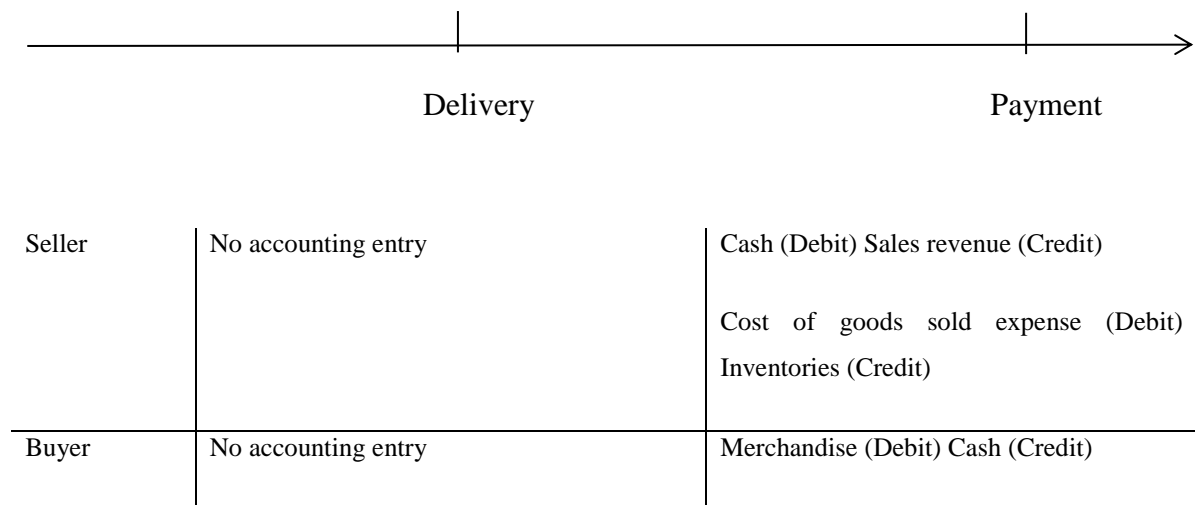 Delivery Payment
Seller No accounting entry Cash (Debit) Sales revenue (Credit)
Cost of goods sold expense (Debit)
Inventories (Credit)
Buyer No accounting entry Merchandise (Debit) Cash (Credit)